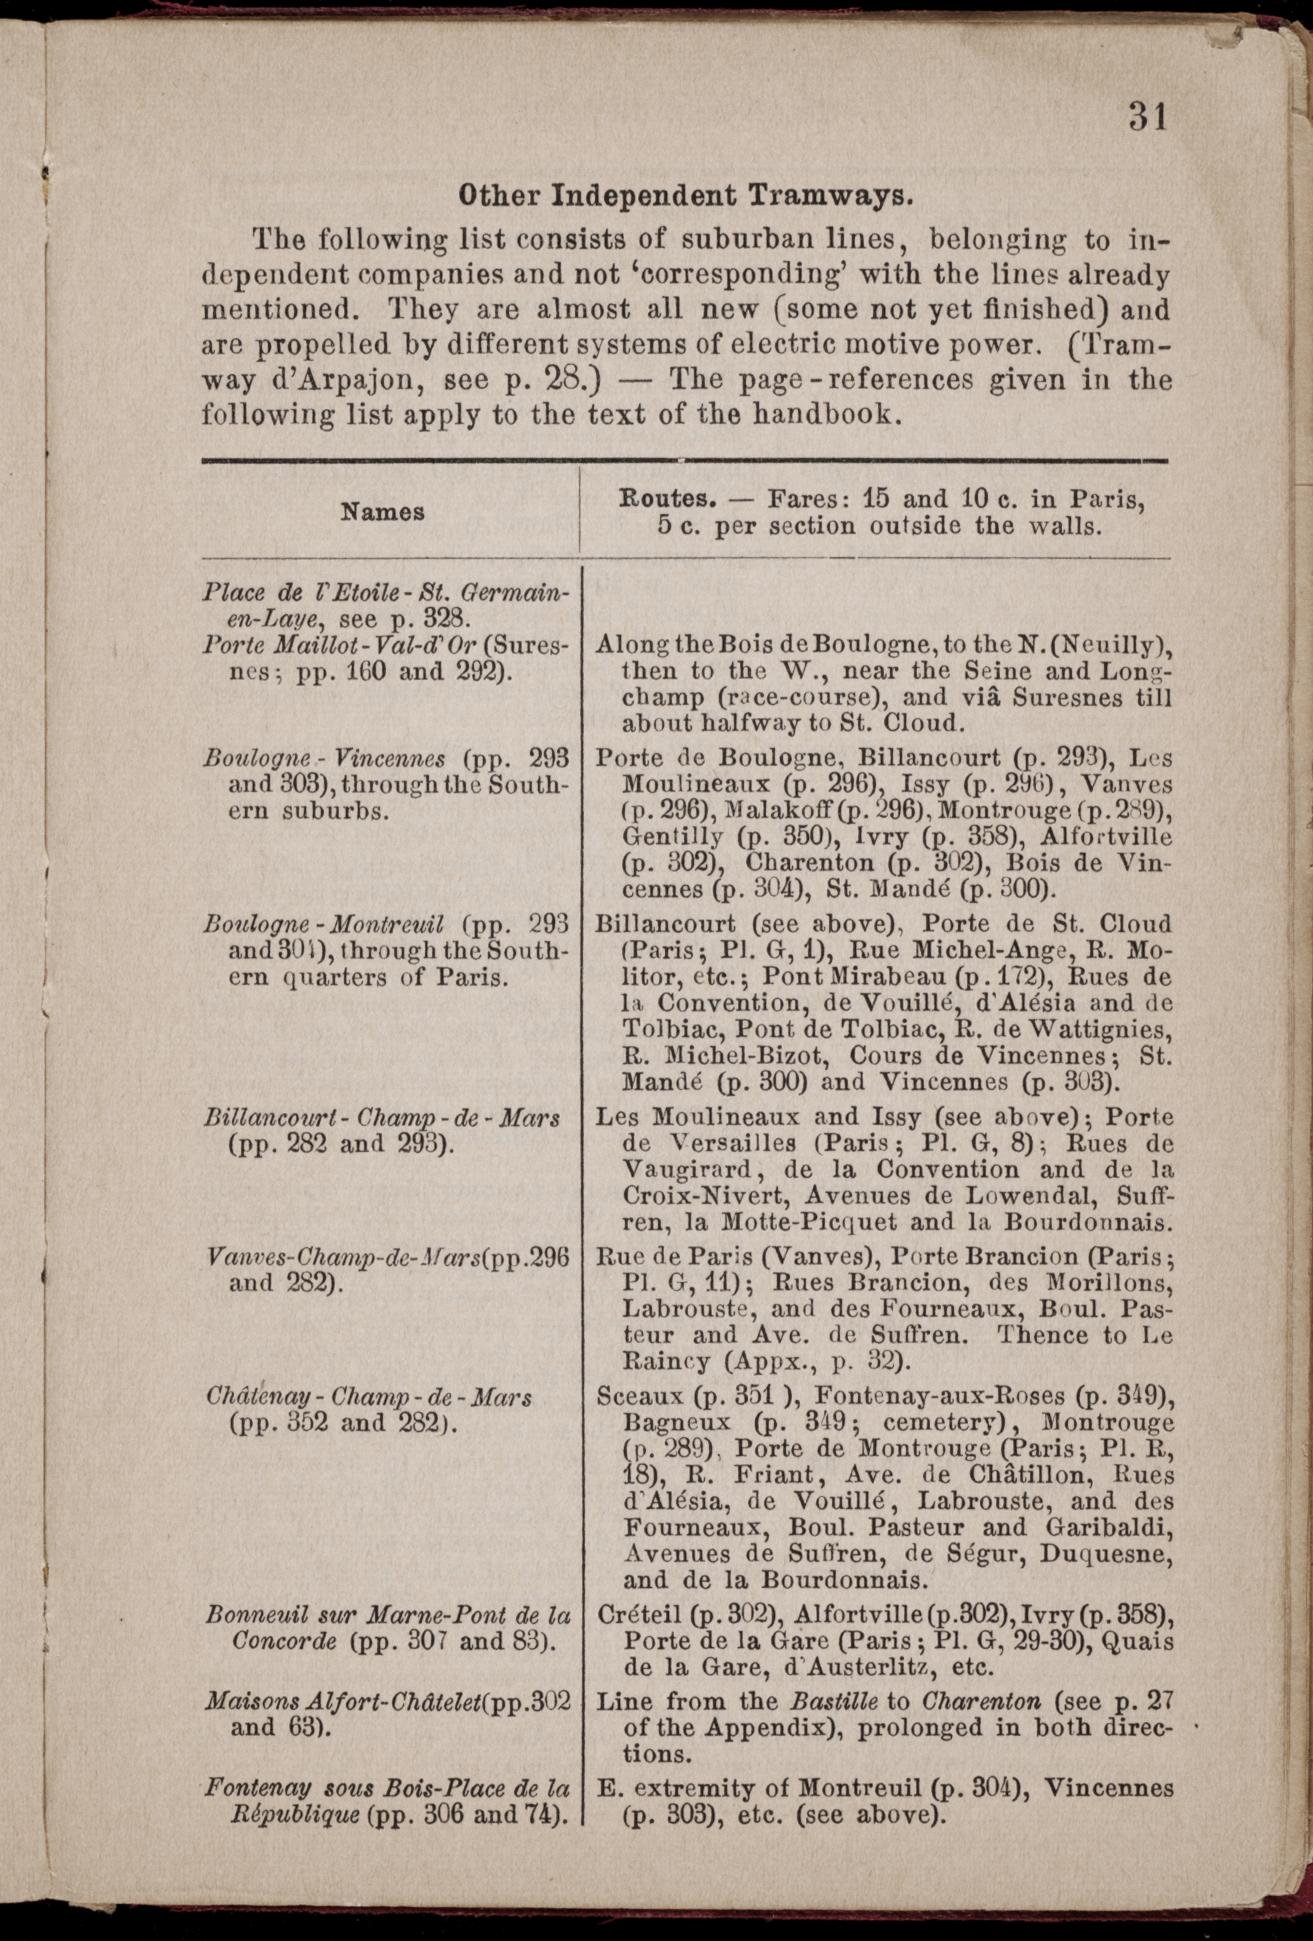 31
Other Independent Tramways.
The following list consists of suburban lines, belonging to in-
dependent companies and not ‘corresponding’ with the lines already
mentioned. They are almost all new (some not yet finished) and
are propelled by different systems of electric motive power. (Tram-
way d'Arpajon, see p. 28.) — The page-references given in the
following list apply to the text of the handbook.
Names
Routes. — Fares: 15 and 10 c. in Paris,
5 c. per section outside the walls.
Place de l'Etoile-St. Germain-
en-Laye, see p. 328.
Porte Maillot-Val-d'Or (Sures-
nes; pp. 160 and 292).
Along the Bois de Boulogne, to the N. (Neuilly),
then to the W., near the Seine and Long-
champ (race-course), and viâ Suresnes till
about halfway to St. Cloud.
Boulogne-Vincennes (pp. 293
and 303), through the South-
ern suburbs.
Porte de Boulogne, Billancourt (p. 293), Les
Moulineaux (p. 296), Issy (p. 296), Vanves
(p. 296), Malakoff (p. 296), Montrouge (p. 289),
Gentilly (p. 350), Ivry (p. 358), Alfortville
(p. 302), Charenton (p. 302), Bois de Vin-
cennes (p. 304), St. Mandé (p. 300).
Boulogne-Montreuil (pp. 293
and 304), through the South-
ern quarters of Paris.
Billancourt (see above), Porte de St. Cloud
(Paris; Pl. G, 1), Rue Michel-Ange, R. Mo-
litor, etc.; Pont Mirabeau (p. 172), Rues de
la Convention, de Vouillé, d'Alésia and de
Tolbiac, Pont de Tolbiac, R. de Wattignies,
R. Michel-Bizot, Cours de Vincennes; St.
Mandé (p. 300) and Vincennes (p. 303).
Billancourt-Champ-de-Mars
(pp. 282 and 293).
Les Moulineaux and Issy (see above); Porte
de Versailles (Paris; Pl. G, 8); Rues de
Vaugirard, de la Convention and de la
Croix-Nivert, Avenues de Lowendal, Suff-
ren, la Motte-Picquet and la Bourdonnais.
Vanves-Champ-de-Mars (pp. 296
and 282).
Rue de Paris (Vanves), Porte Brancion (Paris;
Pl. G, 11); Rues Brancion, des Morillons,
Labrouste, and des Fourneaux, Boul. Pas-
teur and Ave. de Suffren. Thence to Le
Raincy (Appx., p. 32).
Châtenay-Champ-de-Mars
(pp. 352 and 282).
Sceaux (p. 351 ), Fontenay-aux-Roses (p. 349),
Bagneux (p. 349; cemetery), Montrouge
(p. 289), Porte de Montrouge (Paris; Pl. R,
18), R. Friant, Ave. de Châtillon, Rues
d'Alésia, de Vouillé, Labrouste, and des
Fourneaux, Boul. Pasteur and Garibaldi,
Avenues de Suffren, de Ségur, Duquesne,
and de la Bourdonnais.
Bonneuil sur Marne-Pont de la
Concorde (pp. 307 and 83).
Créteil (p. 302), Alfortville (p. 302), Ivry (p. 358),
Porte de la Gare (Paris; Pl. G, 29-30), Quais
de la Gare, d'Austerlitz, etc.
Maisons Alfort-Châtelet (pp. 302
and 63).
Line from the Bastille to Charenton (see p. 27
of the Appendix), prolonged in both direc-
tions.
Fontenay sous Bois-Place de la
République (pp. 306 and 74).
E. extremity of Montreuil (p. 304), Vincennes
(p. 303), etc. (see above).